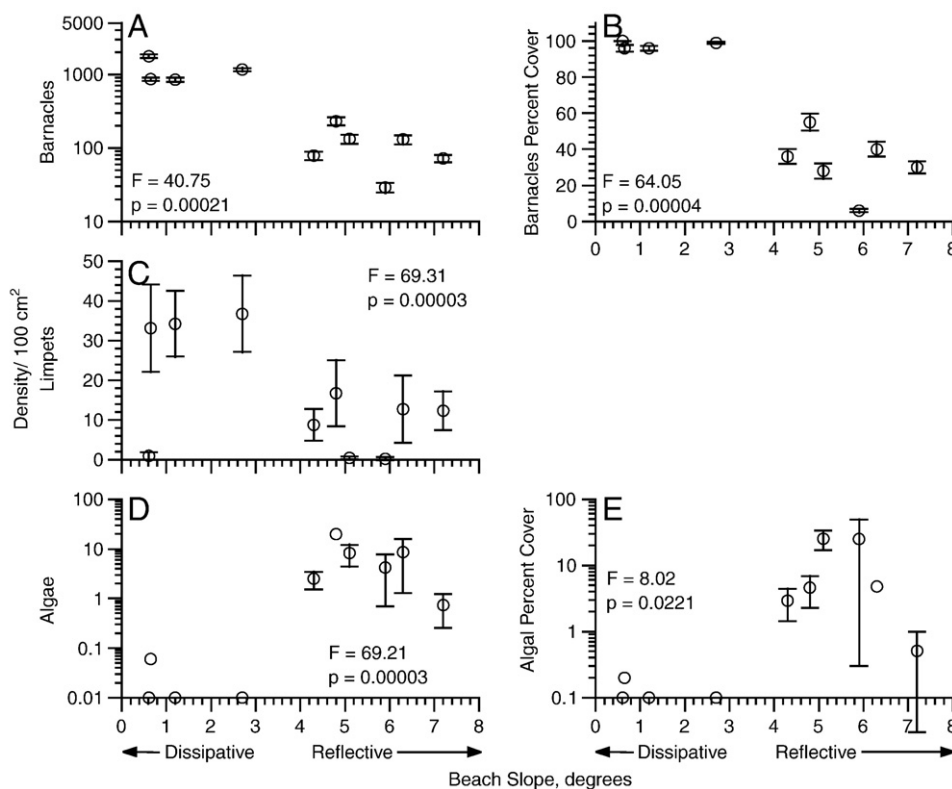 A
5000
1000
100
10
Barnacles
F = 40.75
p = 0.00021
B
100
80
60
40
20
0
Barnacles Percent Cover
F = 64.05
p = 0.00004
0 1 2 3 4 5 6 7 8
C
50
40
30
20
10
0
Density/ 100 cm²
Limpets
F = 69.31
p = 0.00003
D
100
10
1
0.1
0.01
Algae
F = 69.21
p = 0.00003
0 1 2 3 4 5 6 7 8
Dissipative Reflective
E
100
10
1
0.1
Algal Percent Cover
F = 8.02
p = 0.0221
0 1 2 3 4 5 6 7 8
Dissipative Reflective
Beach Slope, degrees